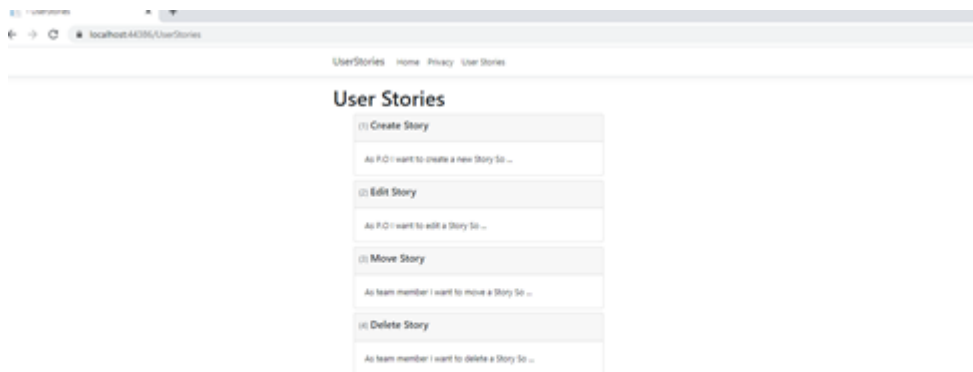 - UserStories
localhost:44386/UserStories
UserStories Home Privacy User Stories
User Stories
(1) Create Story
As P.O I want to create a new Story So ...
(2) Edit Story
As P.O I want to edit a Story So ...
(3) Move Story
As team member I want to move a Story So ...
(4) Delete Story
As team member I want to delete a Story So ...